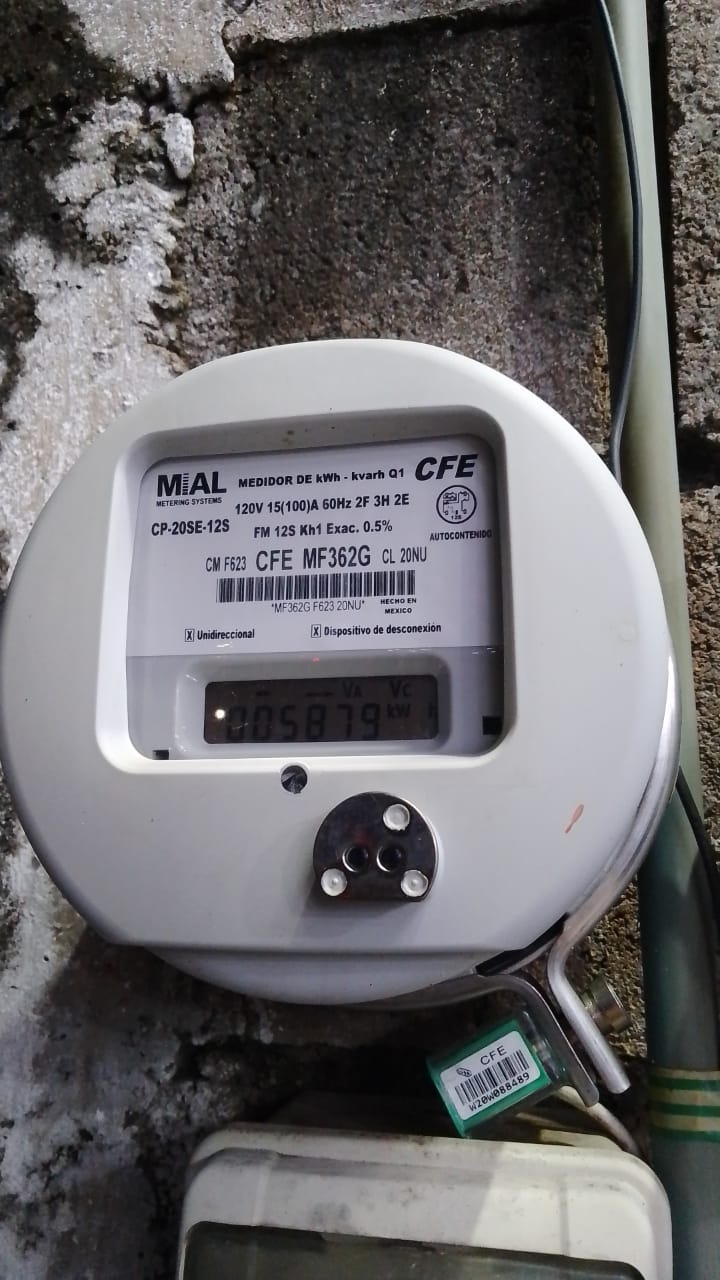 MIAL
METERING SYSTEMS
MEDIDOR DE kWh - kvarh Q1
CFE
120V 15(100)A 60Hz 2F 3H 2E
CP-20SE-12S
FM 12S Kh1 Exac. 0.5%
12S
AUTOCONTENIDO
CM F623 CFE MF362G CL 20NU
*MF362G F623 20NU*
HECHO EN
MEXICO
X Unidireccional
X Dispositivo de desconexión
VA VC
005879 kW h
CFE
W20W088489